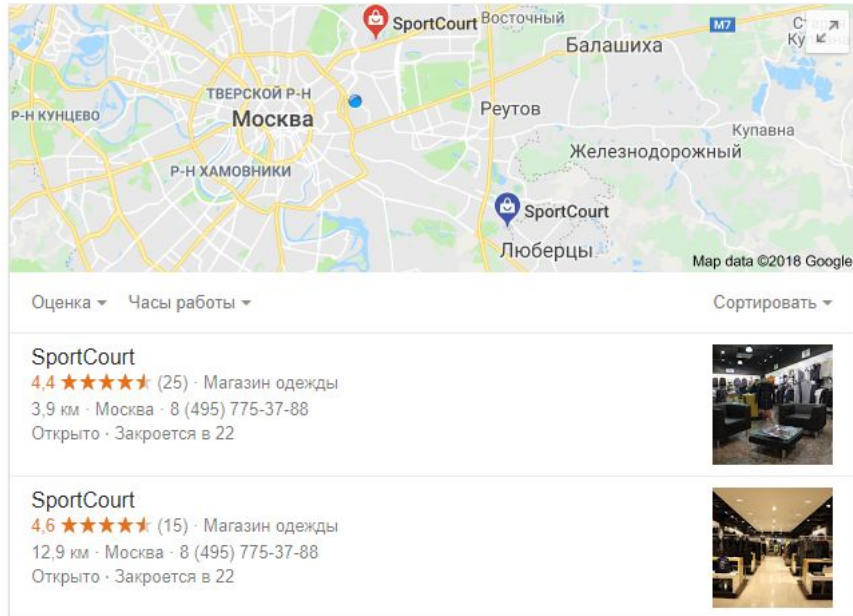 SportCourt
Восточный
M7
Балашиха
ТВЕРСКОЙ Р-Н
Р-Н КУНЦЕВО
Москва
Реутов
Купавна
Железнодорожный
Р-Н ХАМОВНИКИ
SportCourt
Люберцы
Map data ©2018 Google
Оценка Часы работы Сортировать
SportCourt
4,4 ★★★★★ (25) · Магазин одежды
3,9 км · Москва · 8 (495) 775-37-88
Открыто · Закроется в 22
SportCourt
4,6 ★★★★★ (15) · Магазин одежды
12,9 км · Москва · 8 (495) 775-37-88
Открыто · Закроется в 22